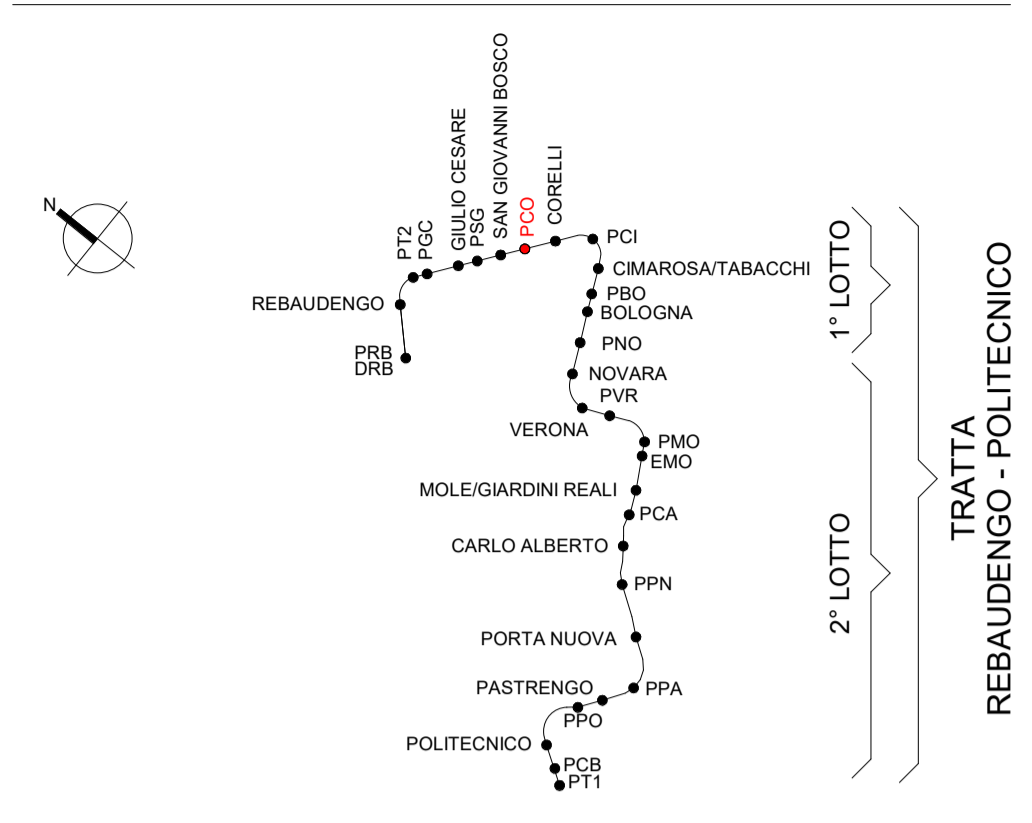 N
PT2
PGC
GIULIO CESARE
PSG
SAN GIOVANNI BOSCO
PCO
CORELLI
PCI
CIMAROSA/TABACCHI
REBAUDENGO
PBO
BOLOGNA
PRB
DRB
PNO
NOVARA
PVR
VERONA
PMO
EMO
MOLE/GIARDINI REALI
PCA
CARLO ALBERTO
PPN
PORTA NUOVA
PASTRENGO
PPA
PPO
POLITECNICO
PCB
PT1
1° LOTTO
2° LOTTO
TRATTA
REBAUDENGO - POLITECNICO